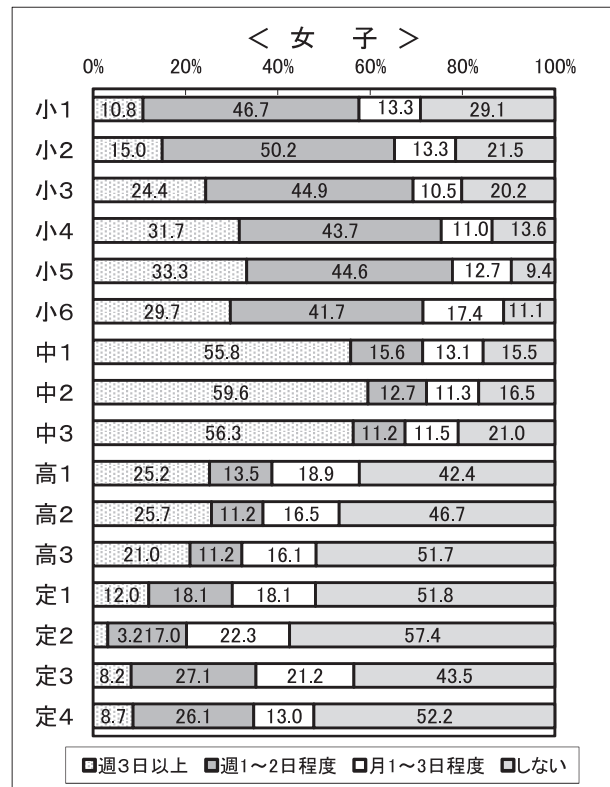 < 女 子 >
0% 20% 40% 60% 80% 100%
小1 10.8 46.7 13.3 29.1
小2 15.0 50.2 13.3 21.5
小3 24.4 44.9 10.5 20.2
小4 31.7 43.7 11.0 13.6
小5 33.3 44.6 12.7 9.4
小6 29.7 41.7 17.4 11.1
中1 55.8 15.6 13.1 15.5
中2 59.6 12.7 11.3 16.5
中3 56.3 11.2 11.5 21.0
高1 25.2 13.5 18.9 42.4
高2 25.7 11.2 16.5 46.7
高3 21.0 11.2 16.1 51.7
定1 12.0 18.1 18.1 51.8
定2 3.217.0 22.3 57.4
定3 8.2 27.1 21.2 43.5
定4 8.7 26.1 13.0 52.2
週3日以上 週1~2日程度 月1~3日程度 しない